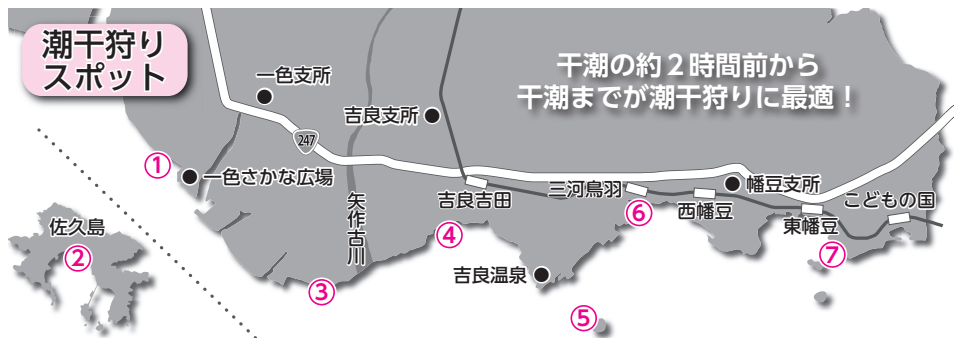 潮干狩り
スポット
干潮の約２時間前から
干潮までが潮干狩りに最適！
一色支所
吉良支所
247
①
一色さかな広場
矢作古川
吉良吉田
三河鳥羽
西幡豆
幡豆支所
東幡豆
こどもの国
佐久島
②
③
④
吉良温泉
⑤
⑥
⑦